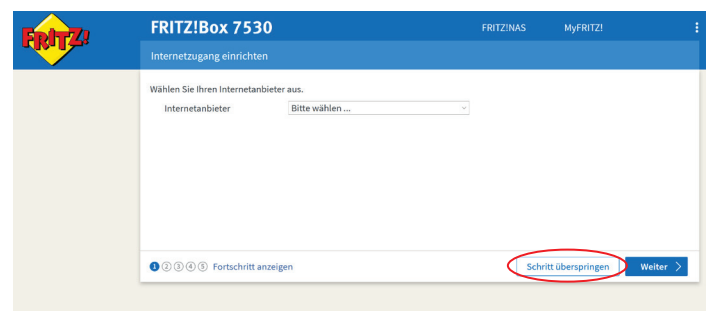 FRITZ!
FRITZ!Box 7530
FRITZ!NAS MyFRITZ!
Internetzugang einrichten
Wählen Sie Ihren Internetanbieter aus.
Internetanbieter Bitte wählen ...
1 2 3 4 5 Fortschritt anzeigen Schritt überspringen Weiter